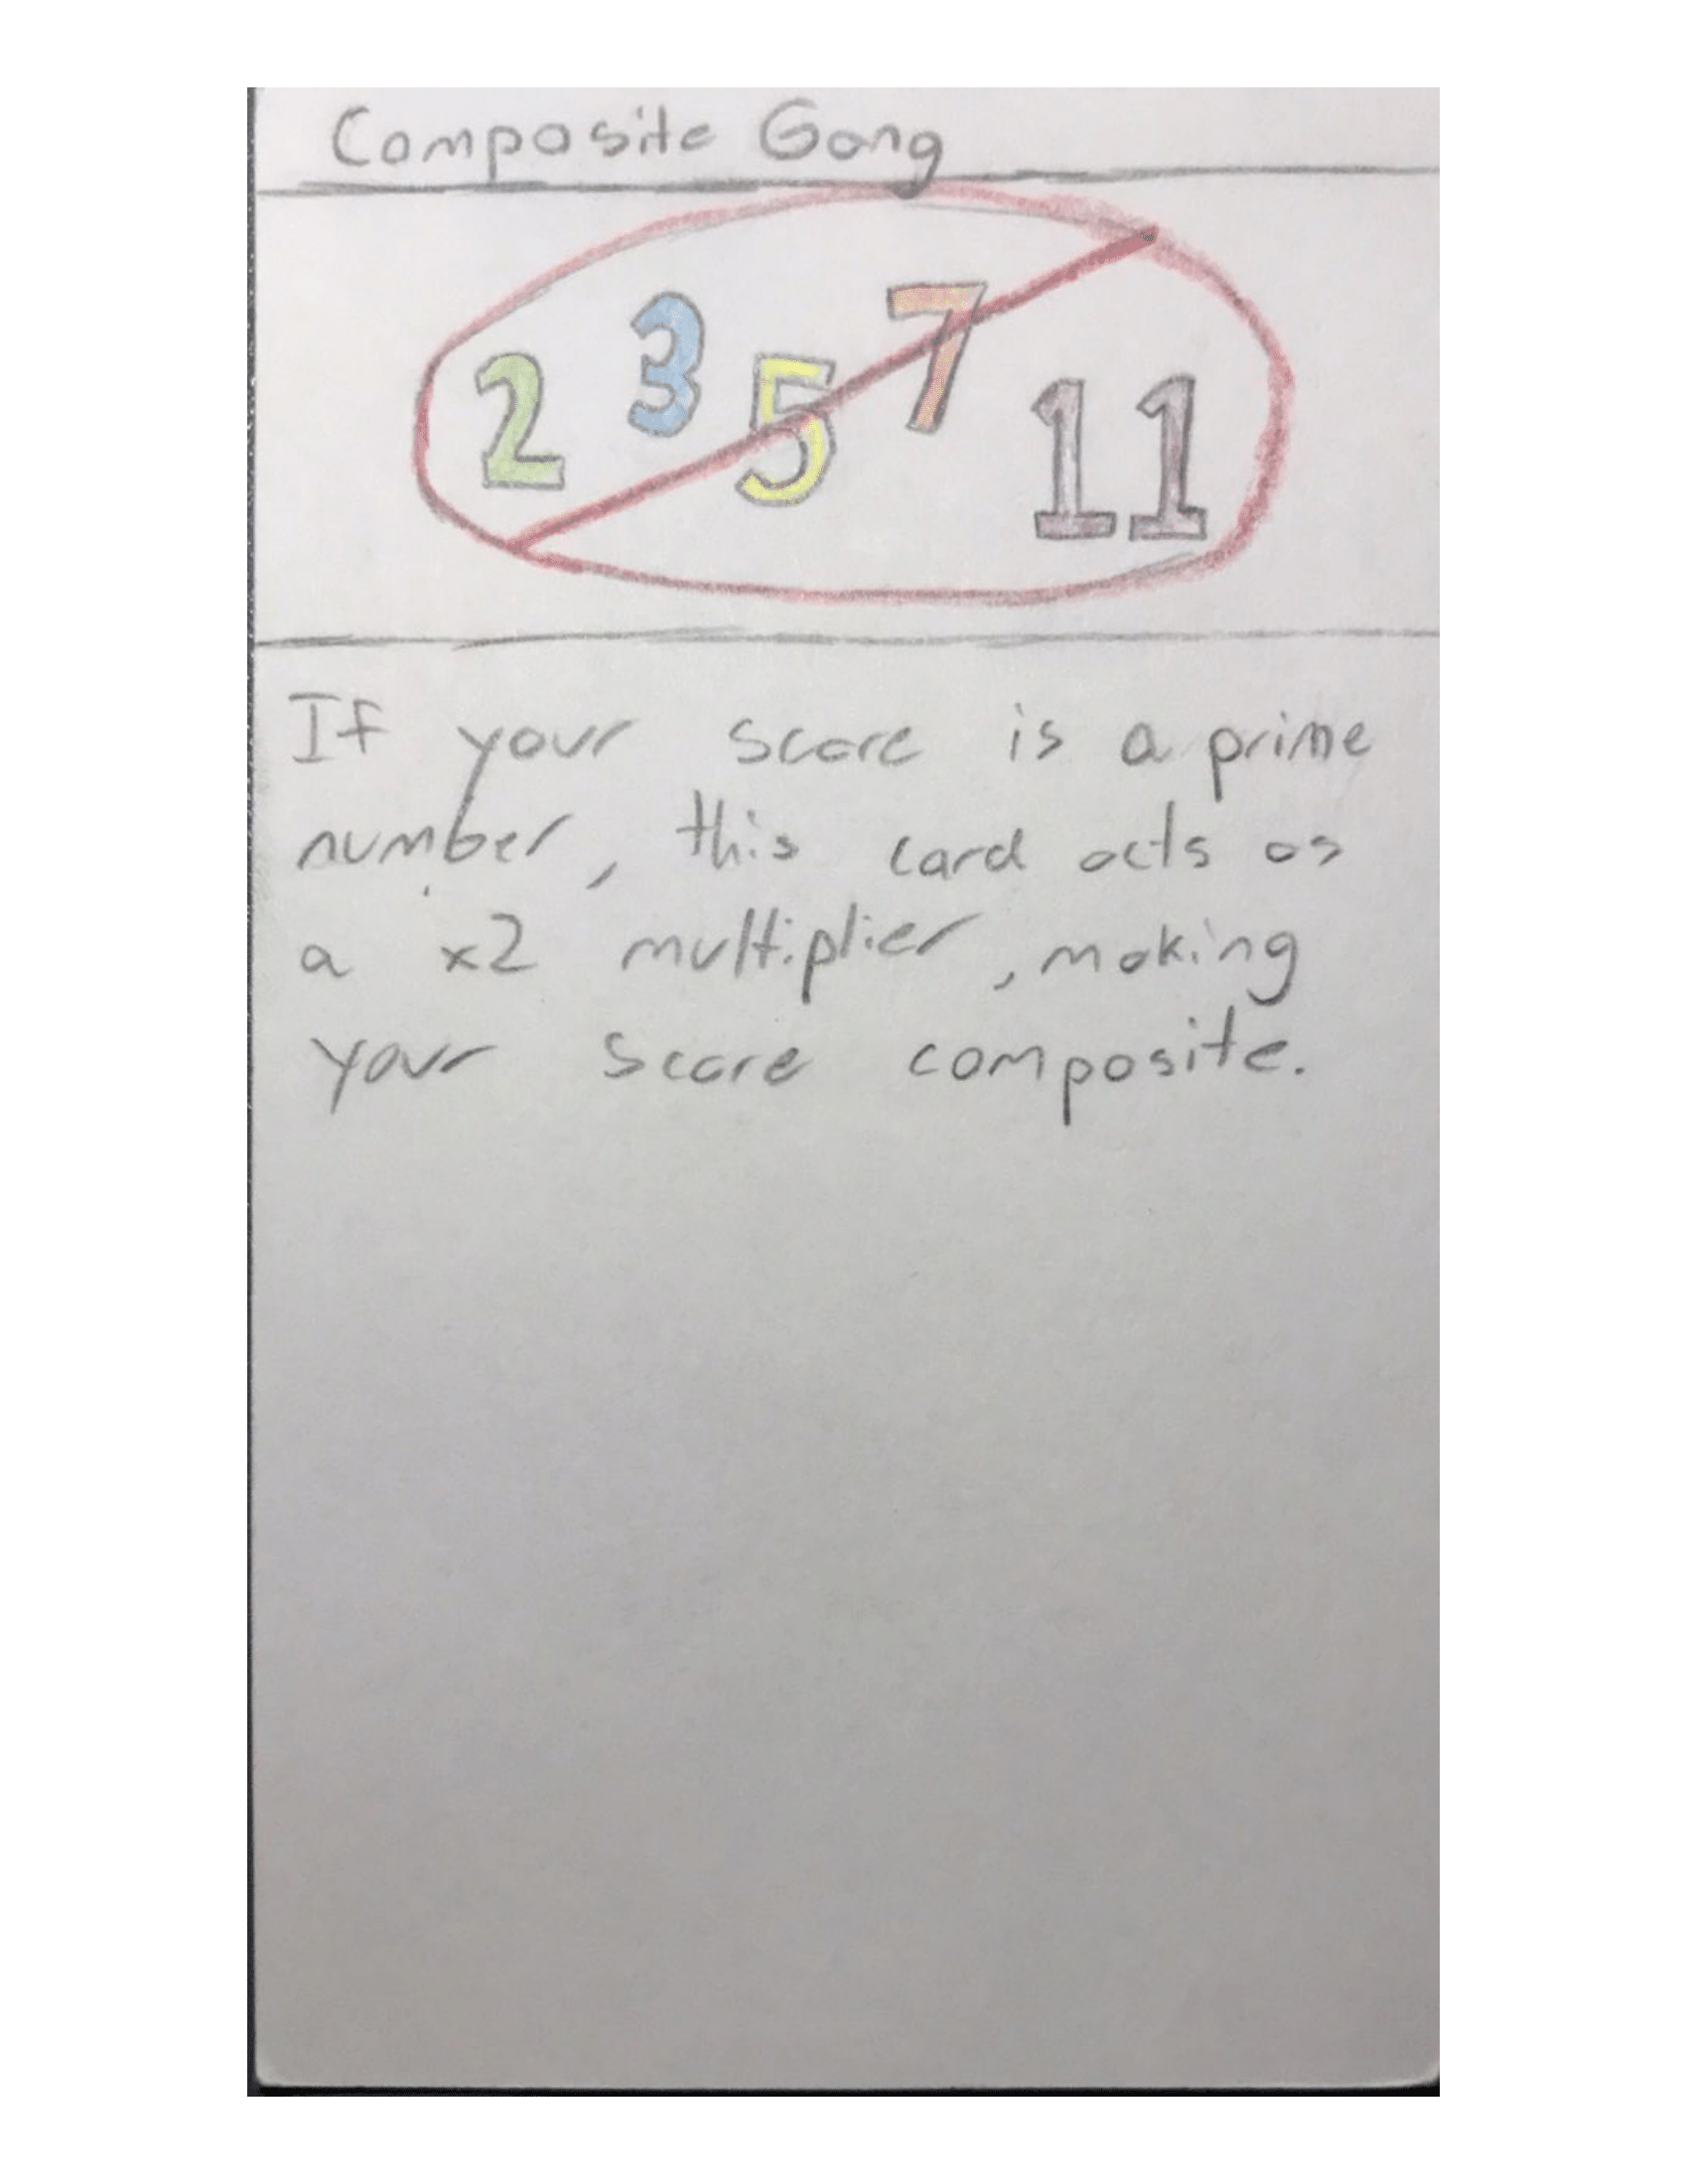 Composite Gang
2 3 5 7 11
If your score is a prime
number, this card acts as
a x2 multiplier, making
your score composite.